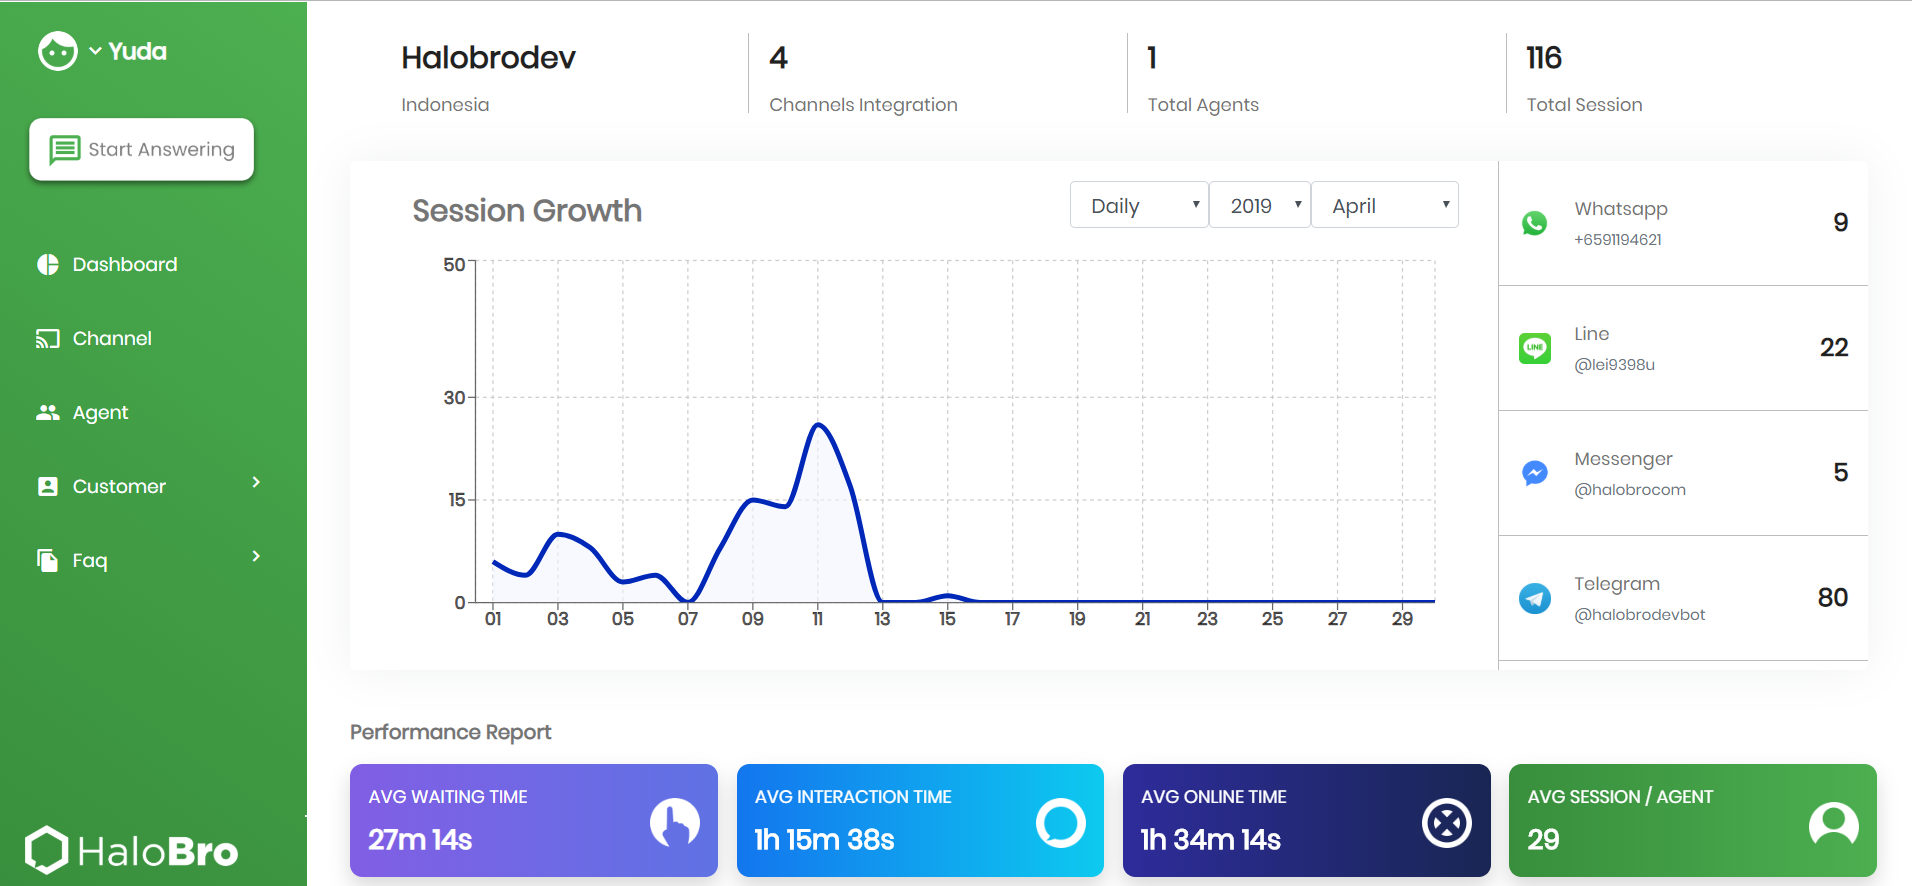 Yuda
Start Answering
Dashboard
Channel
Agent
Customer
Faq
HaloBro
Halobrodev
Indonesia
4
Channels Integration
1
Total Agents
116
Total Session
Session Growth
Daily
2019
April
50
30
15
0
01 03 05 07 09 11 13 15 17 19 21 23 25 27 29
Whatsapp
+6591194621
9
LINE
Line
@lei9398u
22
Messenger
@halobrocom
5
Telegram
@halobrodevbot
80
Performance Report
AVG WAITING TIME
27m 14s
AVG INTERACTION TIME
1h 15m 38s
AVG ONLINE TIME
1h 34m 14s
AVG SESSION / AGENT
29